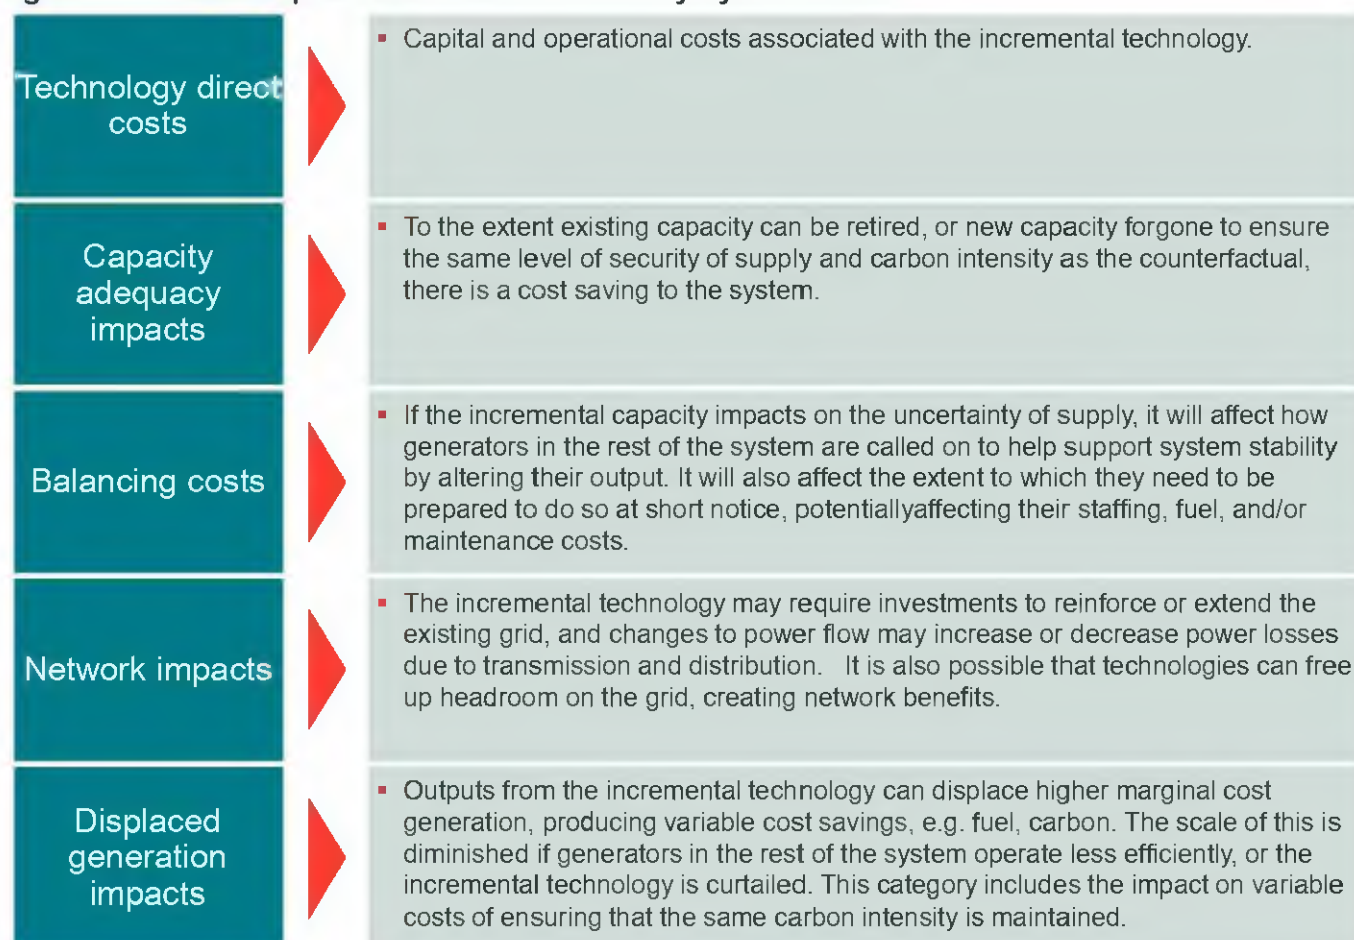 Technology direct
costs
▪ Capital and operational costs associated with the incremental technology.
Capacity
adequacy
impacts
▪ To the extent existing capacity can be retired, or new capacity forgone to ensure
the same level of security of supply and carbon intensity as the counterfactual,
there is a cost saving to the system.
Balancing costs
▪ If the incremental capacity impacts on the uncertainty of supply, it will affect how
generators in the rest of the system are called on to help support system stability
by altering their output. It will also affect the extent to which they need to be
prepared to do so at short notice, potentiallyaffecting their staffing, fuel, and/or
maintenance costs.
Network impacts
▪ The incremental technology may require investments to reinforce or extend the
existing grid, and changes to power flow may increase or decrease power losses
due to transmission and distribution.   It is also possible that technologies can free
up headroom on the grid, creating network benefits.
Displaced
generation
impacts
▪ Outputs from the incremental technology can displace higher marginal cost
generation, producing variable cost savings, e.g. fuel, carbon. The scale of this is
diminished if generators in the rest of the system operate less efficiently, or the
incremental technology is curtailed. This category includes the impact on variable
costs of ensuring that the same carbon intensity is maintained.